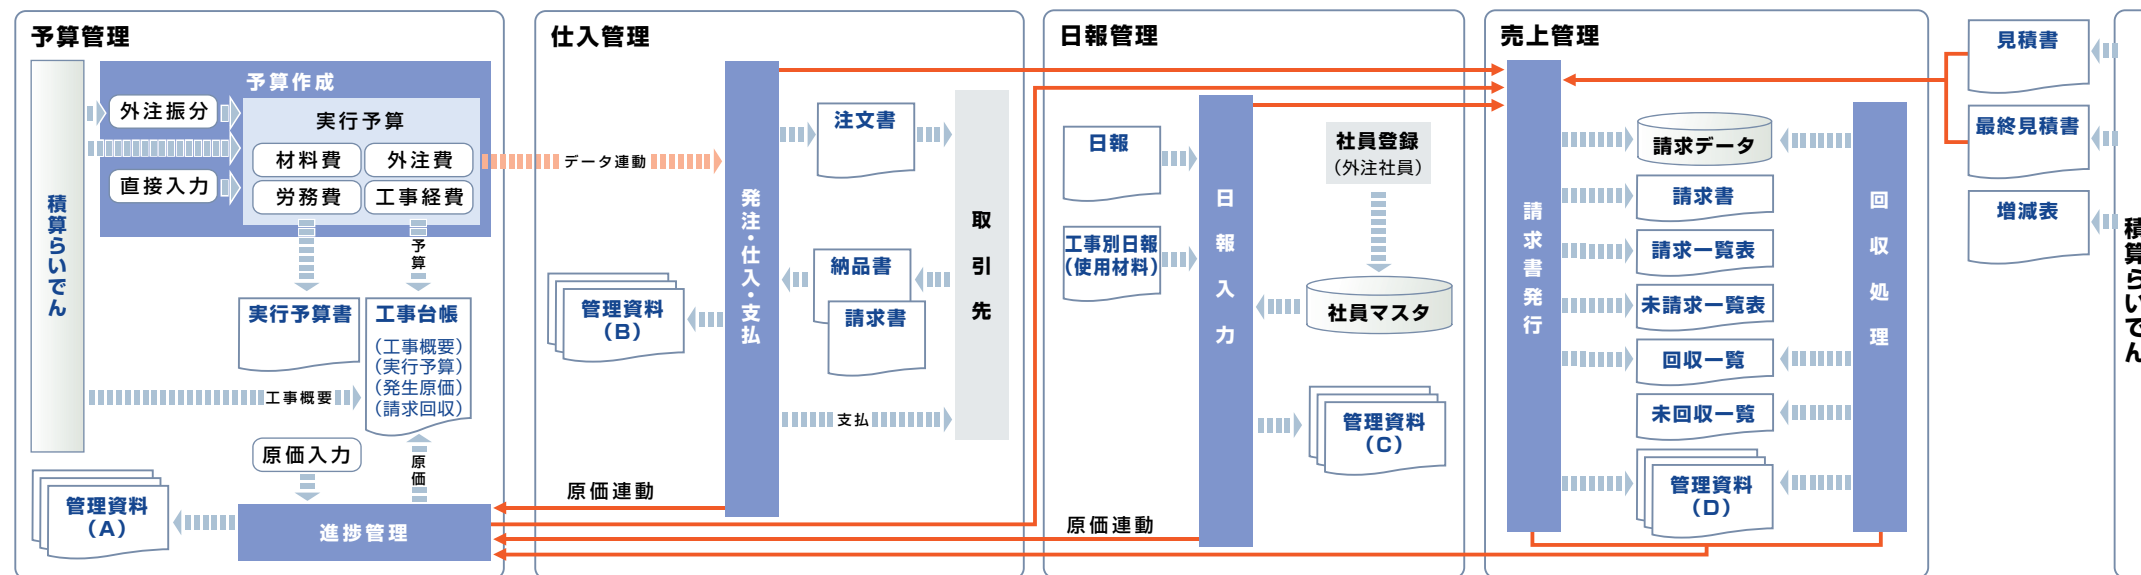 予算管理
積算らいでん
予算作成
外注振分
直接入力
実行予算
材料費
外注費
労務費
工事経費
予算
実行予算書
工事台帳
（工事概要）
（実行予算）
（発生原価）
（請求回収）
工事概要
原価入力
原価
管理資料
（A）
進捗管理
データ連動
仕入管理
発注・仕入・支払
注文書
納品書
請求書
取引先
管理資料
（B）
支払
原価連動
日報管理
日報
工事別日報
（使用材料）
日報入力
社員登録
（外注社員）
社員マスタ
管理資料
（C）
原価連動
売上管理
請求書発行
請求データ
請求書
請求一覧表
未請求一覧表
回収一覧
未回収一覧
管理資料
（D）
回収処理
見積書
最終見積書
増減表
積算らいでん